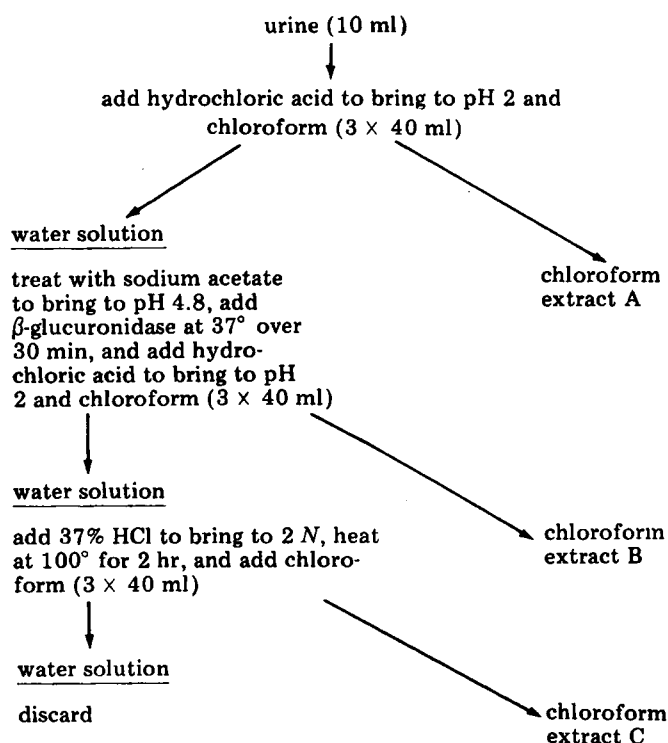 urine (10 ml)
add hydrochloric acid to bring to pH 2 and
chloroform (3 × 40 ml)
water solution
treat with sodium acetate
to bring to pH 4.8, add
β-glucuronidase at 37° over
30 min, and add hydro-
chloric acid to bring to pH
2 and chloroform (3 × 40 ml)
chloroform
extract A
water solution
add 37% HCl to bring to 2 N, heat
at 100° for 2 hr, and add chloro-
form (3 × 40 ml)
chloroform
extract B
water solution
discard
chloroform
extract C